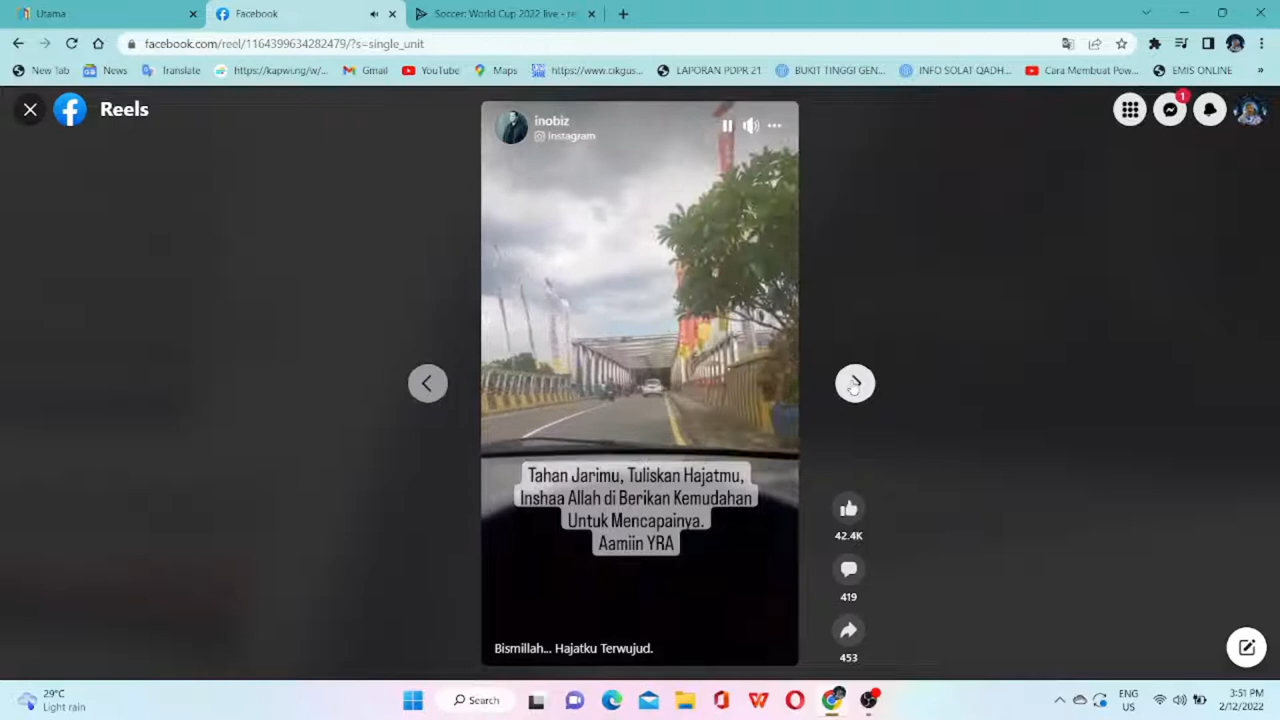 Utama
Facebook
Soccer: World Cup 2022 live - re
facebook.com/reel/1164399634282479/?s=single_unit
New Tab
News
Translate
https://kapwi.ng/w/...
Gmail
YouTube
Maps
https://www.cikgus...
LAPORAN PDPR 21
BUKIT TINGGI GEN...
INFO SOLAT QADH...
Cara Membuat Pow...
EMIS ONLINE
»
Reels
1
inobiz
instagram
Tahan Jarimu, Tuliskan Hajatmu,
Inshaa Allah di Berikan Kemudahan
Untuk Mencapainya.
Aamiin YRA
Bismillah... Hajatku Terwujud.
42.4K
419
453
29°C
Light rain
Search
ENG
US
3:51 PM
2/12/2022